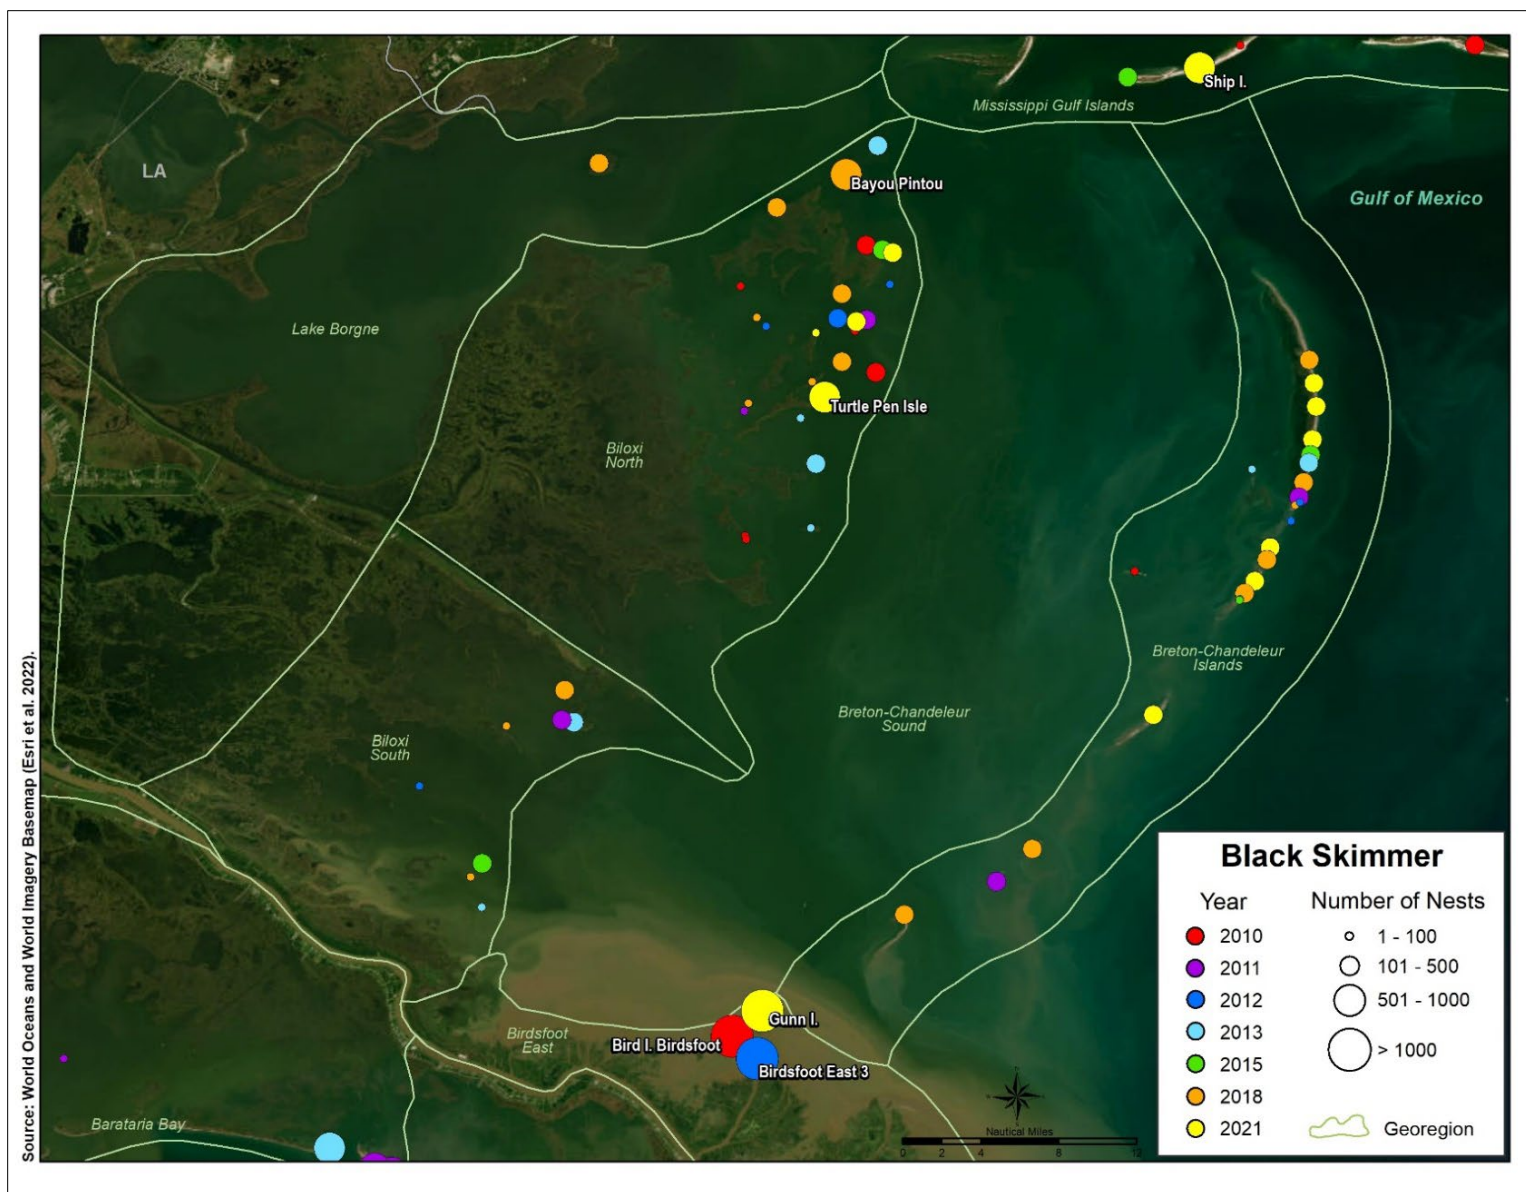 Ship I.
Mississippi Gulf Islands
LA
Bayou Pintou
Gulf of Mexico
Lake Borgne
Turtle Pen Isle
Biloxi
North
Breton-Chandeleur
Islands
Breton-Chandeleur
Sound
Biloxi
South
Gunn I.
Birdsfoot
East
Bird I. Birdsfoot
Birdsfoot East 3
Barataria Bay
Nautical Miles
0 2 4 8 12
Black Skimmer
Year
2010
2011
2012
2013
2015
2018
2021
Number of Nests
1 - 100
101 - 500
501 - 1000
> 1000
Georegion
Source: World Oceans and World Imagery Basemap (Esri et al. 2022).